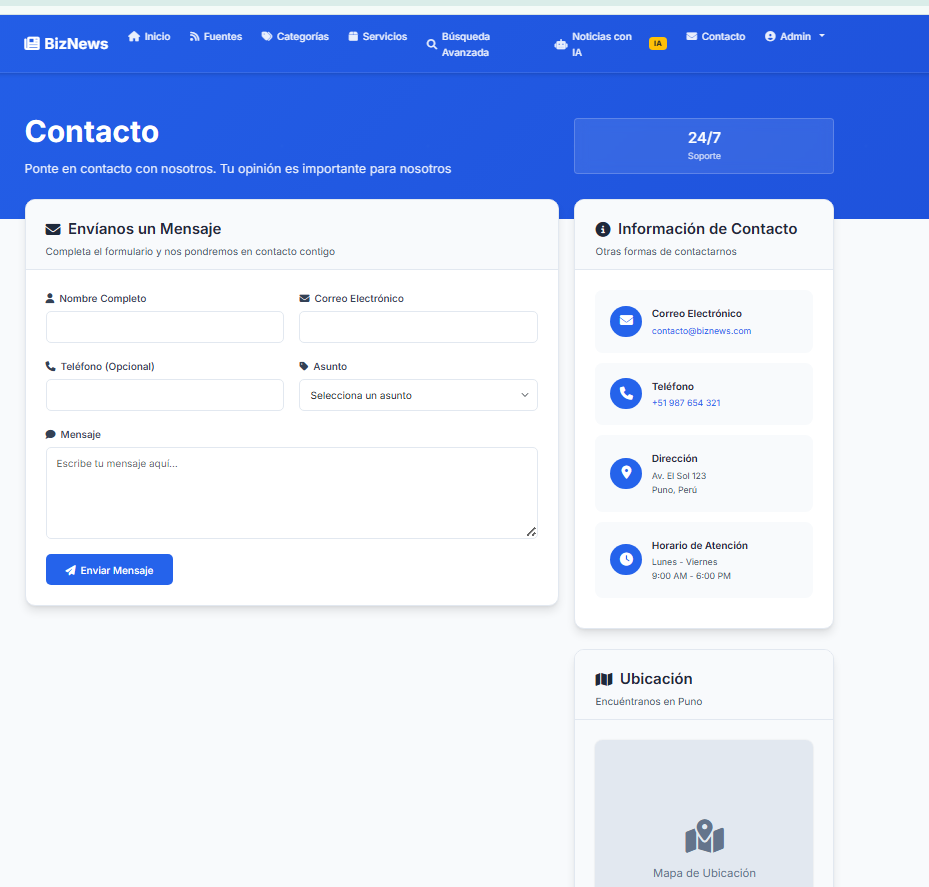 BizNews
Inicio
Fuentes
Categorías
Servicios
Búsqueda
Avanzada
Noticias con
IA
IA
Contacto
Admin
Contacto
Ponte en contacto con nosotros. Tu opinión es importante para nosotros
24/7
Soporte
Envíanos un Mensaje
Completa el formulario y nos pondremos en contacto contigo
Nombre Completo
Correo Electrónico
Teléfono (Opcional)
Asunto
Selecciona un asunto
Mensaje
Escribe tu mensaje aquí...
Enviar Mensaje
Información de Contacto
Otras formas de contactarnos
Correo Electrónico
contacto@biznews.com
Teléfono
+51 987 654 321
Dirección
Av. El Sol 123
Puno, Perú
Horario de Atención
Lunes - Viernes
9:00 AM - 6:00 PM
Ubicación
Encuéntranos en Puno
Mapa de Ubicación